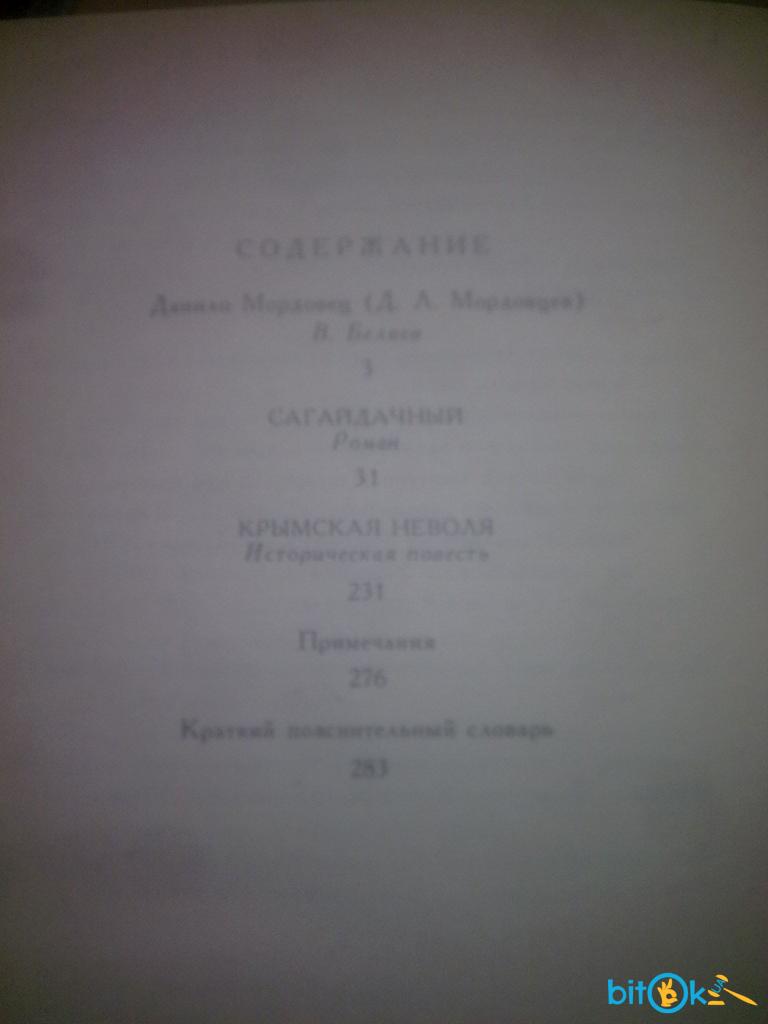 СОДЕРЖАНИЕ
Данило Мордовец (Д. Л. Мордовцев)
В. Беляев
3
САГАЙДАЧНЫЙ
Роман
31
КРЫМСКАЯ НЕВОЛЯ
Историческая повесть
231
Примечания
276
Краткий пояснительный словарь
283
bitOk UA